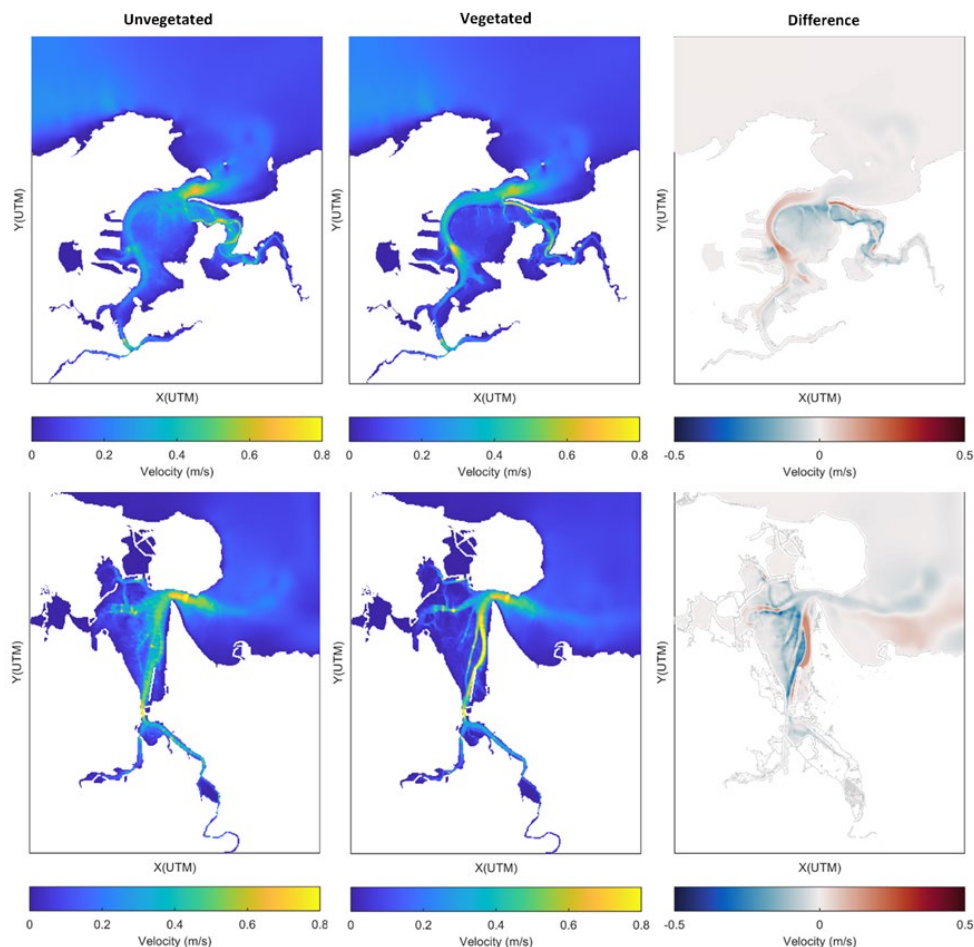 Unvegetated Vegetated Difference
Y(UTM) Y(UTM) Y(UTM)
X(UTM) X(UTM) X(UTM)
0 0.2 0.4 0.6 0.8 0 0.2 0.4 0.6 0.8 -0.5 0 0.5
Velocity (m/s) Velocity (m/s) Velocity (m/s)
Y(UTM) Y(UTM) Y(UTM)
X(UTM) X(UTM) X(UTM)
0 0.2 0.4 0.6 0.8 0 0.2 0.4 0.6 0.8 -0.5 0 0.5
Velocity (m/s) Velocity (m/s) Velocity (m/s)